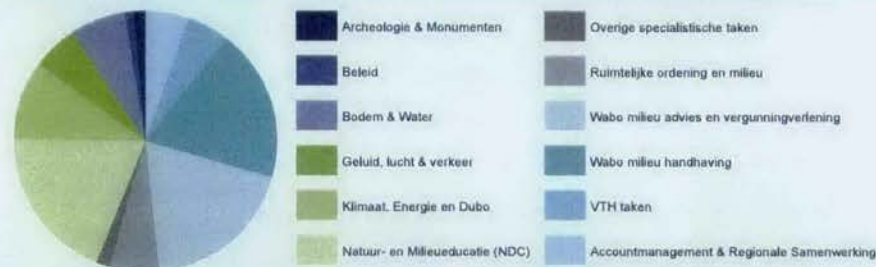 Archeologie & Monumenten
Beleid
Bodem & Water
Geluid, lucht & verkeer
Klimaat, Energie en Dubo
Natuur- en Milieueducatie (NDC)
Overige specialistische taken
Ruimtelijke ordening en milieu
Wabo milieu advies en vergunningverlening
Wabo milieu handhaving
VTH taken
Accountmanagement & Regionale Samenwerking